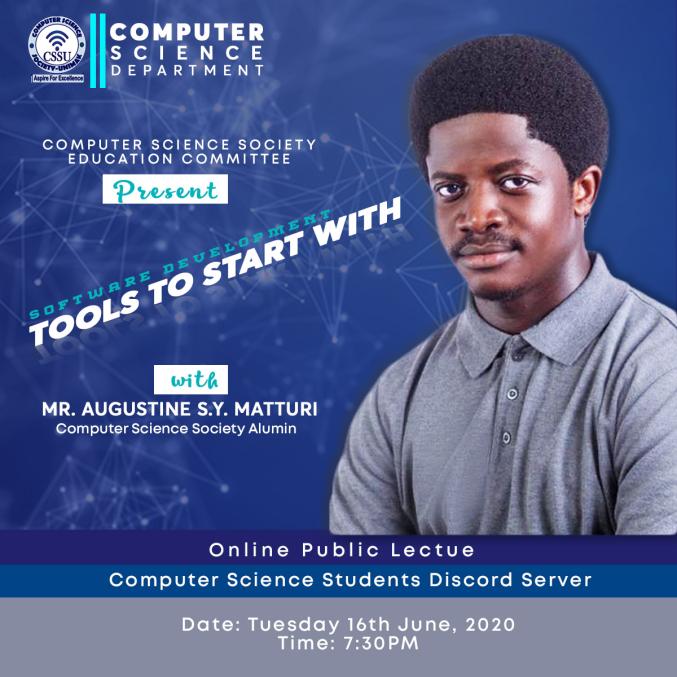 COMPUTER SCIENCE
SOCIETY-UNIMAK
CSSU
Aspire For Excellence
COMPUTER
SCIENCE
DEPARTMENT
COMPUTER SCIENCE SOCIETY
EDUCATION COMMITTEE
Present
SOFTWARE DEVELOPMENT
TOOLS TO START WITH
with
MR. AUGUSTINE S.Y. MATTURI
Computer Science Society Alumin
Online Public Lectue
Computer Science Students Discord Server
Date: Tuesday 16th June, 2020
Time: 7:30PM